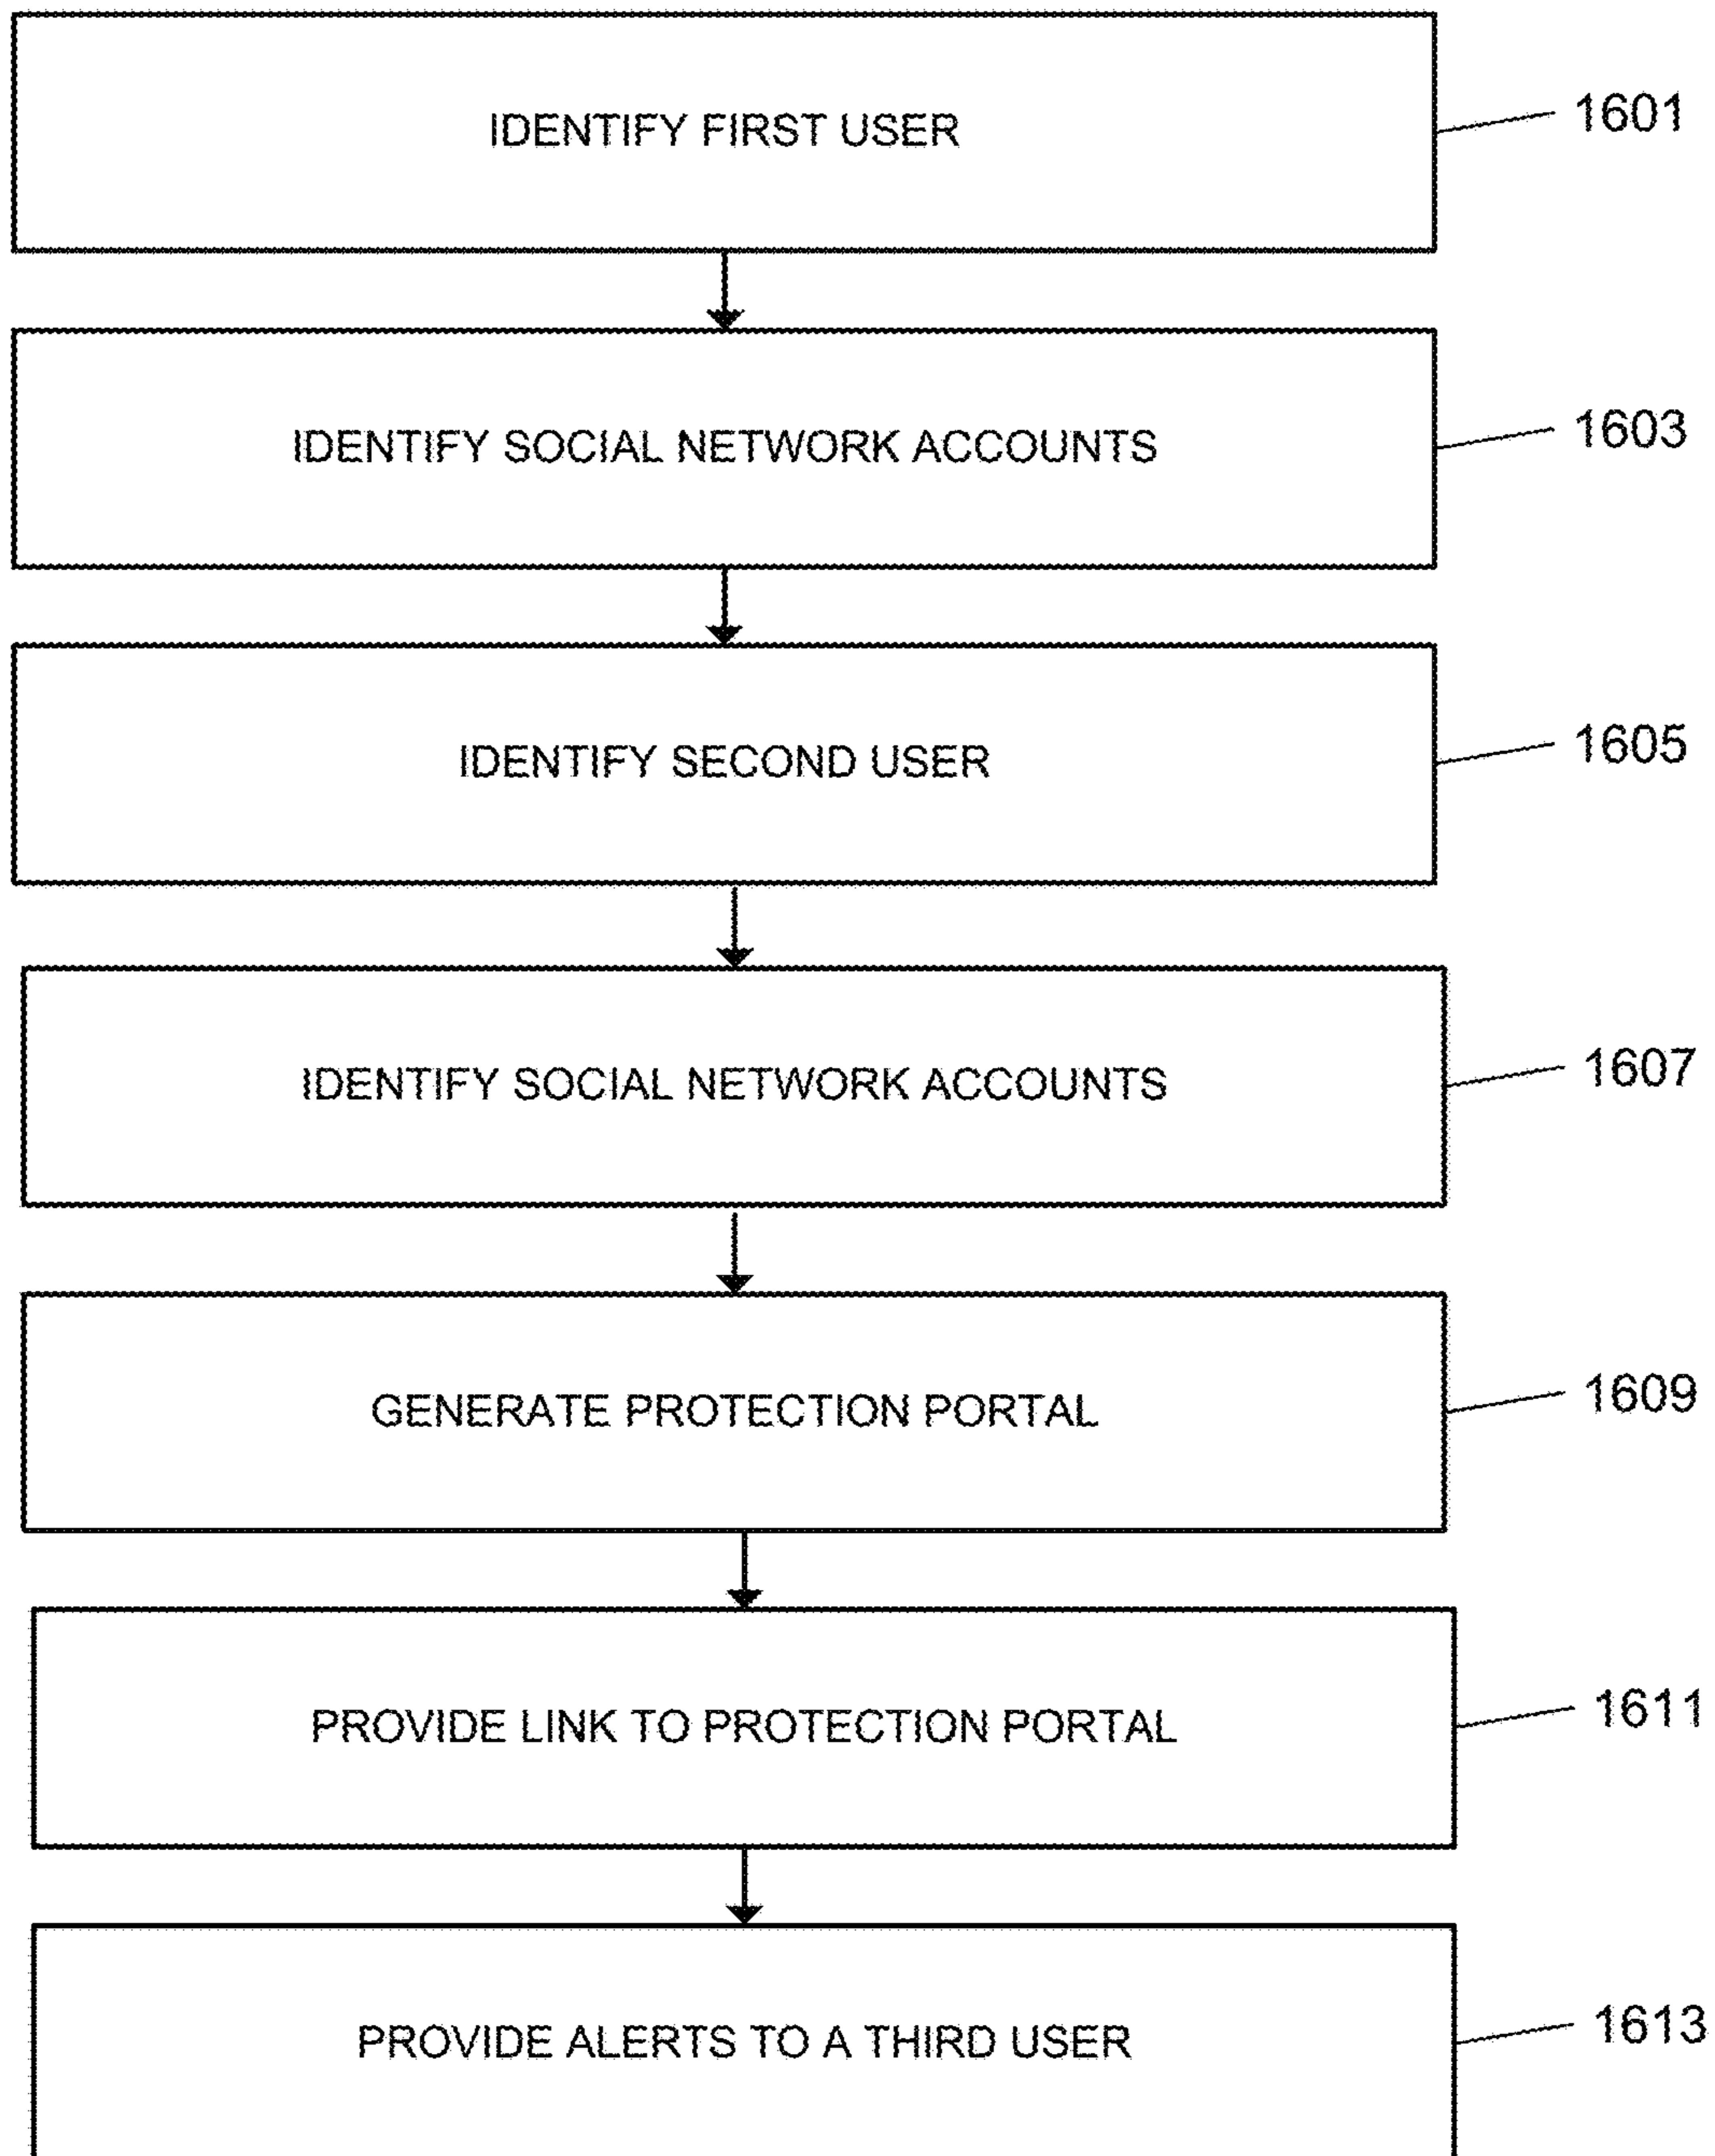 IDENTIFY FIRST USER
1601
IDENTIFY SOCIAL NETWORK ACCOUNTS
1603
IDENTIFY SECOND USER
1605
IDENTIFY SOCIAL NETWORK ACCOUNTS
1607
GENERATE PROTECTION PORTAL
1609
PROVIDE LINK TO PROTECTION PORTAL
1611
PROVIDE ALERTS TO A THIRD USER
1613